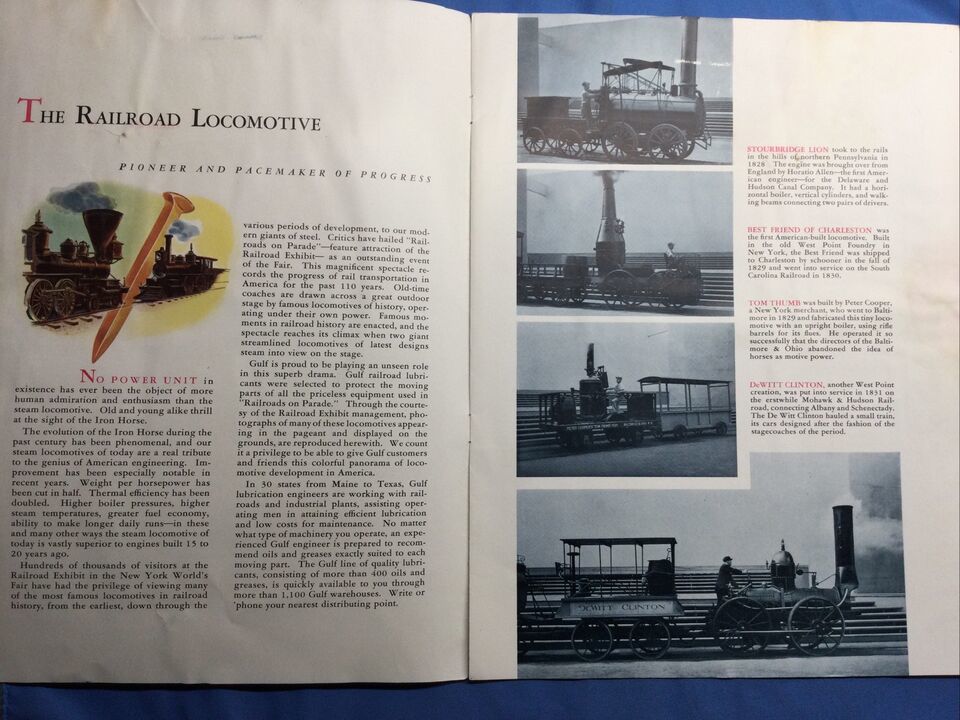 THE RAILROAD LOCOMOTIVE
PIONEER AND PACEMAKER OF PROGRESS
NO POWER UNIT in
existence has ever been the object of more
human admiration and enthusiasm than the
steam locomotive. Old and young alike thrill
at the sight of the Iron Horse.
The evolution of the Iron Horse during the
past century has been phenomenal, and our
steam locomotives of today are a real tribute
to the genius of American engineering. Im-
provement has been especially notable in
recent years. Weight per horsepower has
been cut in half. Thermal efficiency has been
doubled. Higher boiler pressures, higher
steam temperatures, greater fuel economy,
ability to make longer daily runs—in these
and many other ways the steam locomotive of
today is vastly superior to engines built 15 to
20 years ago.
Hundreds of thousands of visitors at the
Railroad Exhibit in the New York World's
Fair have had the privilege of viewing many
of the most famous locomotives in railroad
history, from the earliest, down through the
various periods of development, to our mod-
ern giants of steel. Critics have hailed "Rail-
roads on Parade"—feature attraction of the
Railroad Exhibit— as an outstanding event
of the Fair. This magnificent spectacle re-
cords the progress of rail transportation in
America for the past 110 years. Old-time
coaches are drawn across a great outdoor
stage by famous locomotives of history, oper-
ating under their own power. Famous mo-
ments in railroad history are enacted, and the
spectacle reaches its climax when two giant
streamlined locomotives of latest designs
steam into view on the stage.
Gulf is proud to be playing an unseen role
in this superb drama. Gulf railroad lubri-
cants were selected to protect the moving
parts of all the priceless equipment used in
"Railroads on Parade." Through the courte-
sy of the Railroad Exhibit management, pho-
tographs of many of these locomotives appear-
ing in the pageant and displayed on the
grounds, are reproduced herewith. We count
it a privilege to be able to give Gulf customers
and friends this colorful panorama of loco-
motive development in America.
In 30 states from Maine to Texas, Gulf
lubrication engineers are working with rail-
roads and industrial plants, assisting oper-
ating men in attaining efficient lubrication
and low costs for maintenance. No matter
what type of machinery you operate, an expe-
rienced Gulf engineer is prepared to recom-
mend oils and greases exactly suited to each
moving part. The Gulf line of quality lubri-
cants, consisting of more than 400 oils and
greases, is quickly available to you through
more than 1,100 Gulf warehouses. Write or
'phone your nearest distributing point.
STOURBRIDGE LION took to the rails
in the hills of northern Pennsylvania in
1828 The engine was brought over from
England by Horatio Allen—the first Amer-
ican engineer—for the Delaware and
Hudson Canal Company. It had a hori-
zontal boiler, vertical cylinders, and walk-
ing beams connecting two pairs of drivers.
BEST FRIEND OF CHARLESTON was
the first American-built locomotive. Built
in the old West Point Foundry in
New York, the Best Friend was shipped
to Charleston by schooner in the fall of
1829 and went into service on the South
Carolina Railroad in 1830.
TOM THUMB was built by Peter Cooper,
a New York merchant, who went to Balti-
more in 1829 and fabricated this tiny loco-
motive with an upright boiler, using rifle
barrels for its flues. He operated it so
successfully that the directors of the Balti-
more & Ohio abandoned the idea of
horses as motive power.
DeWITT CLINTON, another West Point
creation, was put into service in 1831 on
the erstwhile Mohawk & Hudson Rail-
road, connecting Albany and Schenectady.
The De Witt Clinton hauled a small train,
its cars designed after the fashion of the
stagecoaches of the period.
DeWITT CLINTON